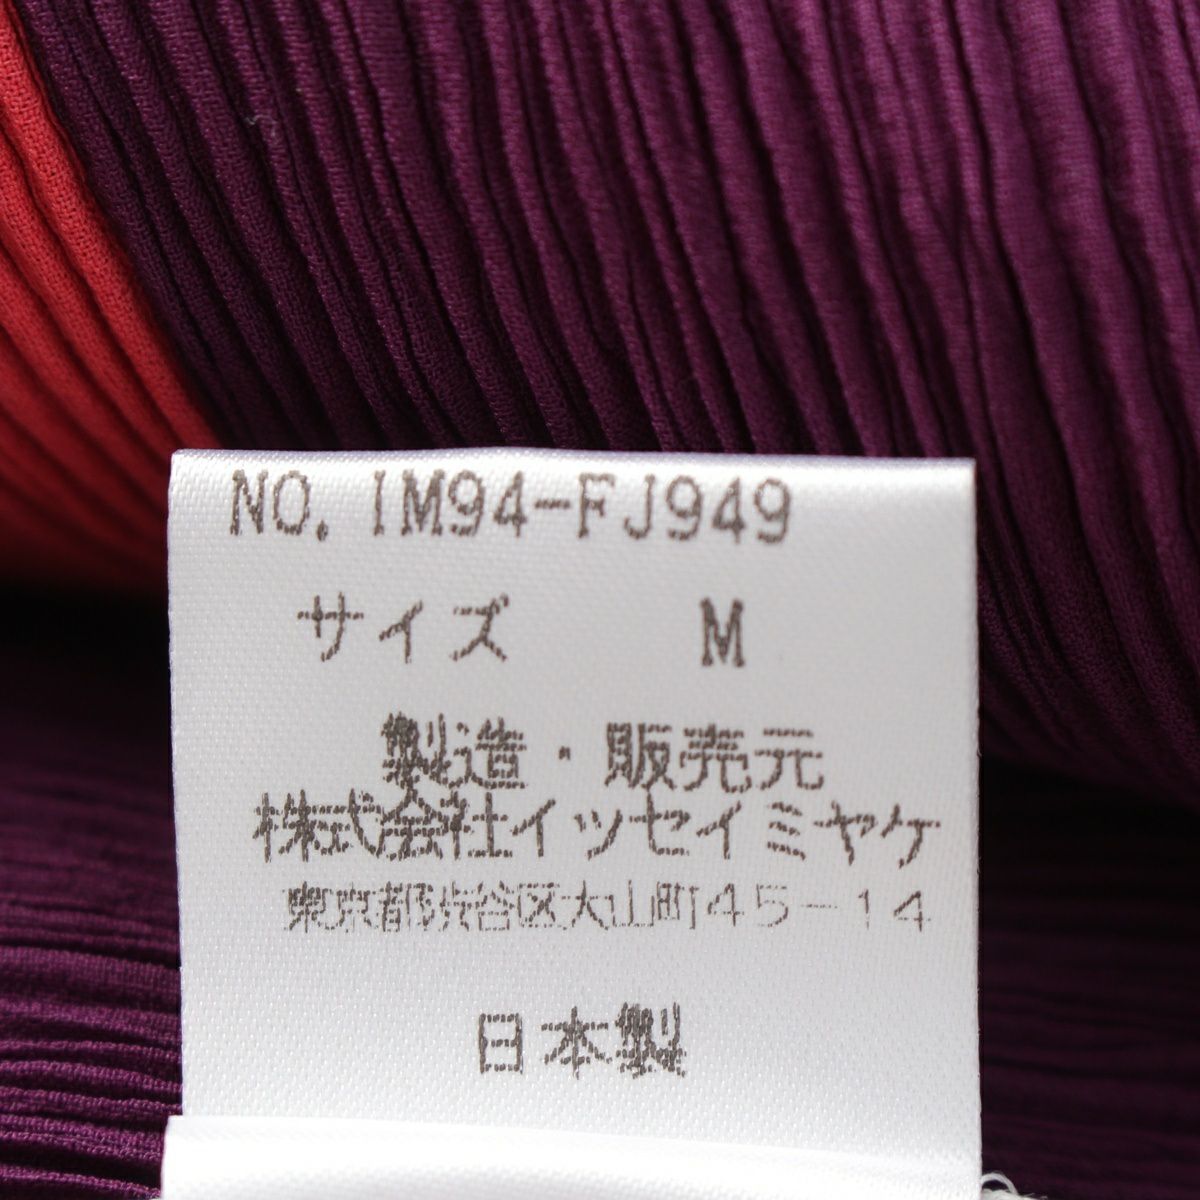 NO. IM94-FJ949
サイズ M
製造・販売元
株式会社イッセイミヤケ
東京都渋谷区大山町45-14
日本製